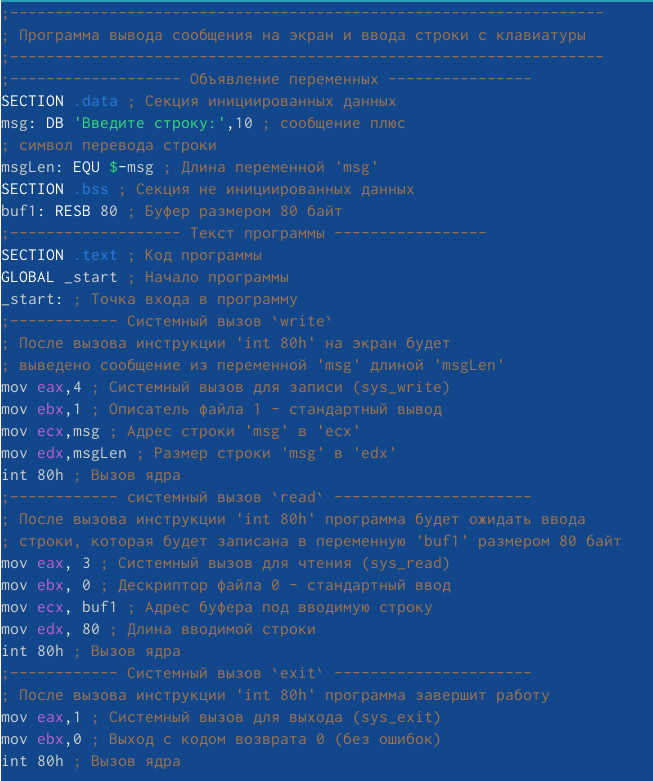 ;------------------------------------------------------------------
; Программа вывода сообщения на экран и ввода строки с клавиатуры
;------------------------------------------------------------------
;------------------- Объявление переменных ----------------
SECTION .data ; Секция инициированных данных
msg: DB 'Введите строку:',10 ; сообщение плюс
; символ перевода строки
msgLen: EQU $-msg ; Длина переменной 'msg'
SECTION .bss ; Секция не инициированных данных
buf1: RESB 80 ; Буфер размером 80 байт
;------------------- Текст программы -----------------
SECTION .text ; Код программы
GLOBAL _start ; Начало программы
_start: ; Точка входа в программу
;------------ Системный вызов `write`
; После вызова инструкции 'int 80h' на экран будет
; выведено сообщение из переменной 'msg' длиной 'msgLen'
mov eax,4 ; Системный вызов для записи (sys_write)
mov ebx,1 ; Описатель файла 1 - стандартный вывод
mov ecx,msg ; Адрес строки 'msg' в 'ecx'
mov edx,msgLen ; Размер строки 'msg' в 'edx'
int 80h ; Вызов ядра
;------------ системный вызов `read` ----------------------
; После вызова инструкции 'int 80h' программа будет ожидать ввода
; строки, которая будет записана в переменную 'buf1' размером 80 байт
mov eax, 3 ; Системный вызов для чтения (sys_read)
mov ebx, 0 ; Дескриптор файла 0 - стандартный ввод
mov ecx, buf1 ; Адрес буфера под вводимую строку
mov edx, 80 ; Длина вводимой строки
int 80h ; Вызов ядра
;------------ Системный вызов `exit` ----------------------
; После вызова инструкции 'int 80h' программа завершит работу
mov eax,1 ; Системный вызов для выхода (sys_exit)
mov ebx,0 ; Выход с кодом возврата 0 (без ошибок)
int 80h ; Вызов ядра